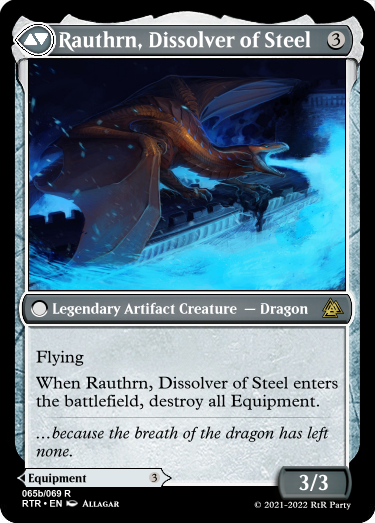 Rauthrn, Dissolver of Steel 3
Legendary Artifact Creature — Dragon
Flying
When Rauthrn, Dissolver of Steel enters
the battlefield, destroy all Equipment.
…because the breath of the dragon has left
none.
Equipment 3
3/3
065b/069 R
RTR • EN ALLAGAR
© 2021-2022 RtR Party